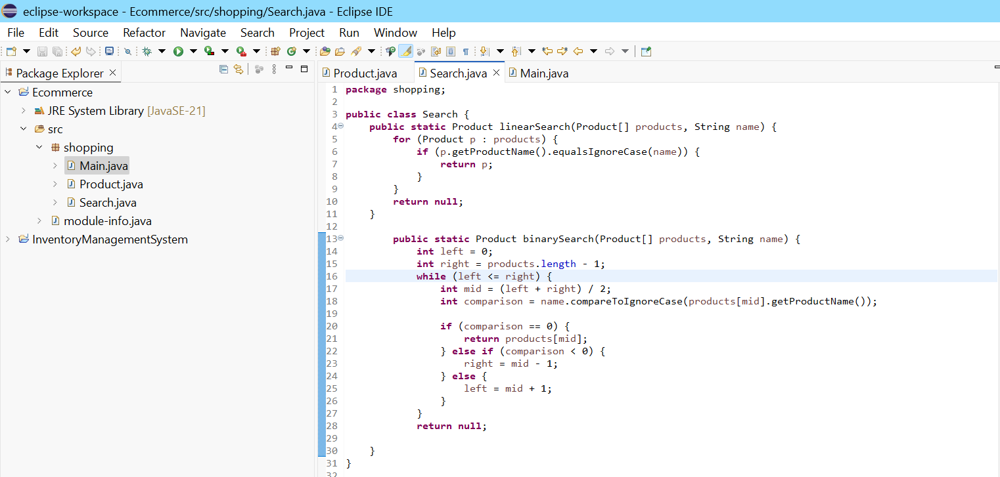 eclipse-workspace - Ecommerce/src/shopping/Search.java - Eclipse IDE
File Edit Source Refactor Navigate Search Project Run Window Help
Package Explorer
Ecommerce
JRE System Library [JavaSE-21]
src
shopping
Main.java
Product.java
Search.java
module-info.java
InventoryManagementSystem
Product.java Search.java Main.java
1 package shopping;
2
3 public class Search {
4     public static Product linearSearch(Product[] products, String name) {
5         for (Product p : products) {
6             if (p.getProductName().equalsIgnoreCase(name)) {
7                 return p;
8             }
9         }
10         return null;
11     }
12
13         public static Product binarySearch(Product[] products, String name) {
14             int left = 0;
15             int right = products.length - 1;
16             while (left <= right) {
17                 int mid = (left + right) / 2;
18                 int comparison = name.compareToIgnoreCase(products[mid].getProductName());
19
20                 if (comparison == 0) {
21                     return products[mid];
22                 } else if (comparison < 0) {
23                     right = mid - 1;
24                 } else {
25                     left = mid + 1;
26                 }
27             }
28             return null;
29
30     }
31 }
32